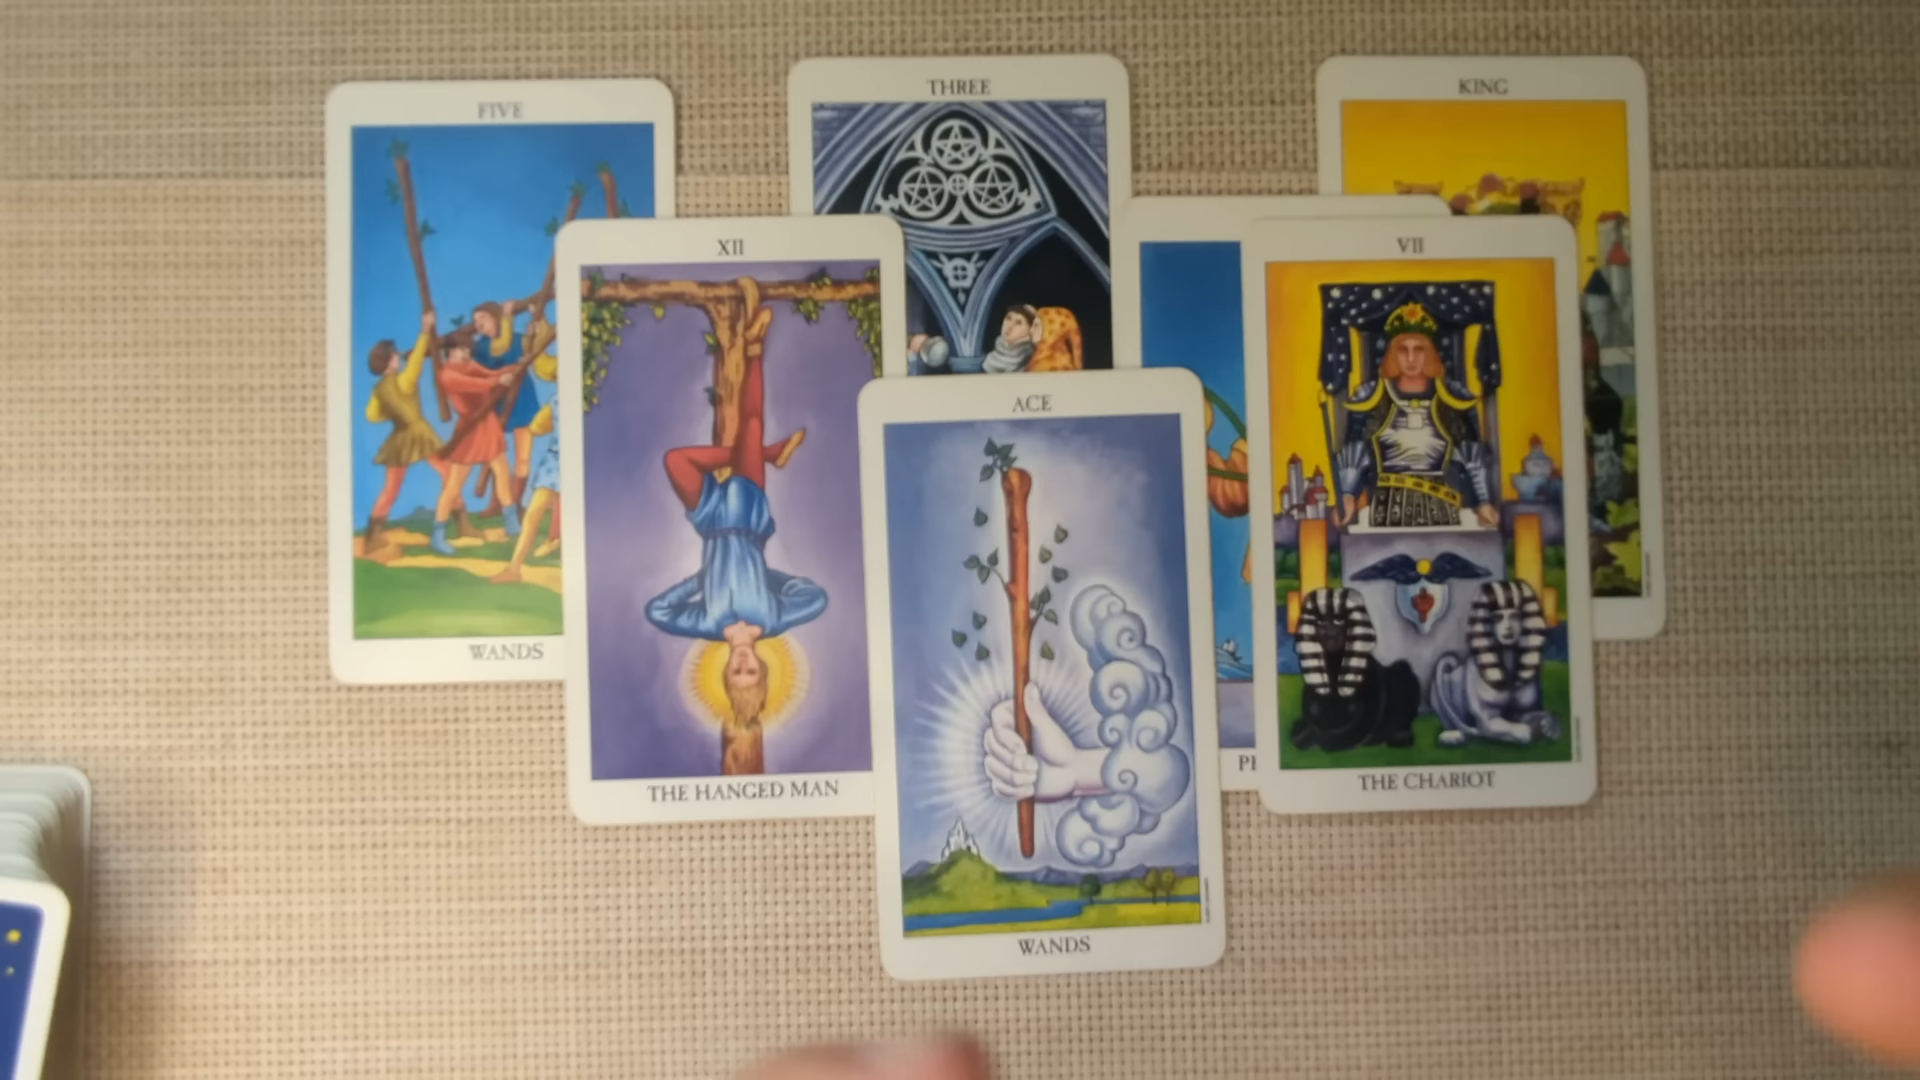 FIVE
WANDS
THREE
KING
XII
THE HANGED MAN
ACE
WANDS
VII
THE CHARIOT